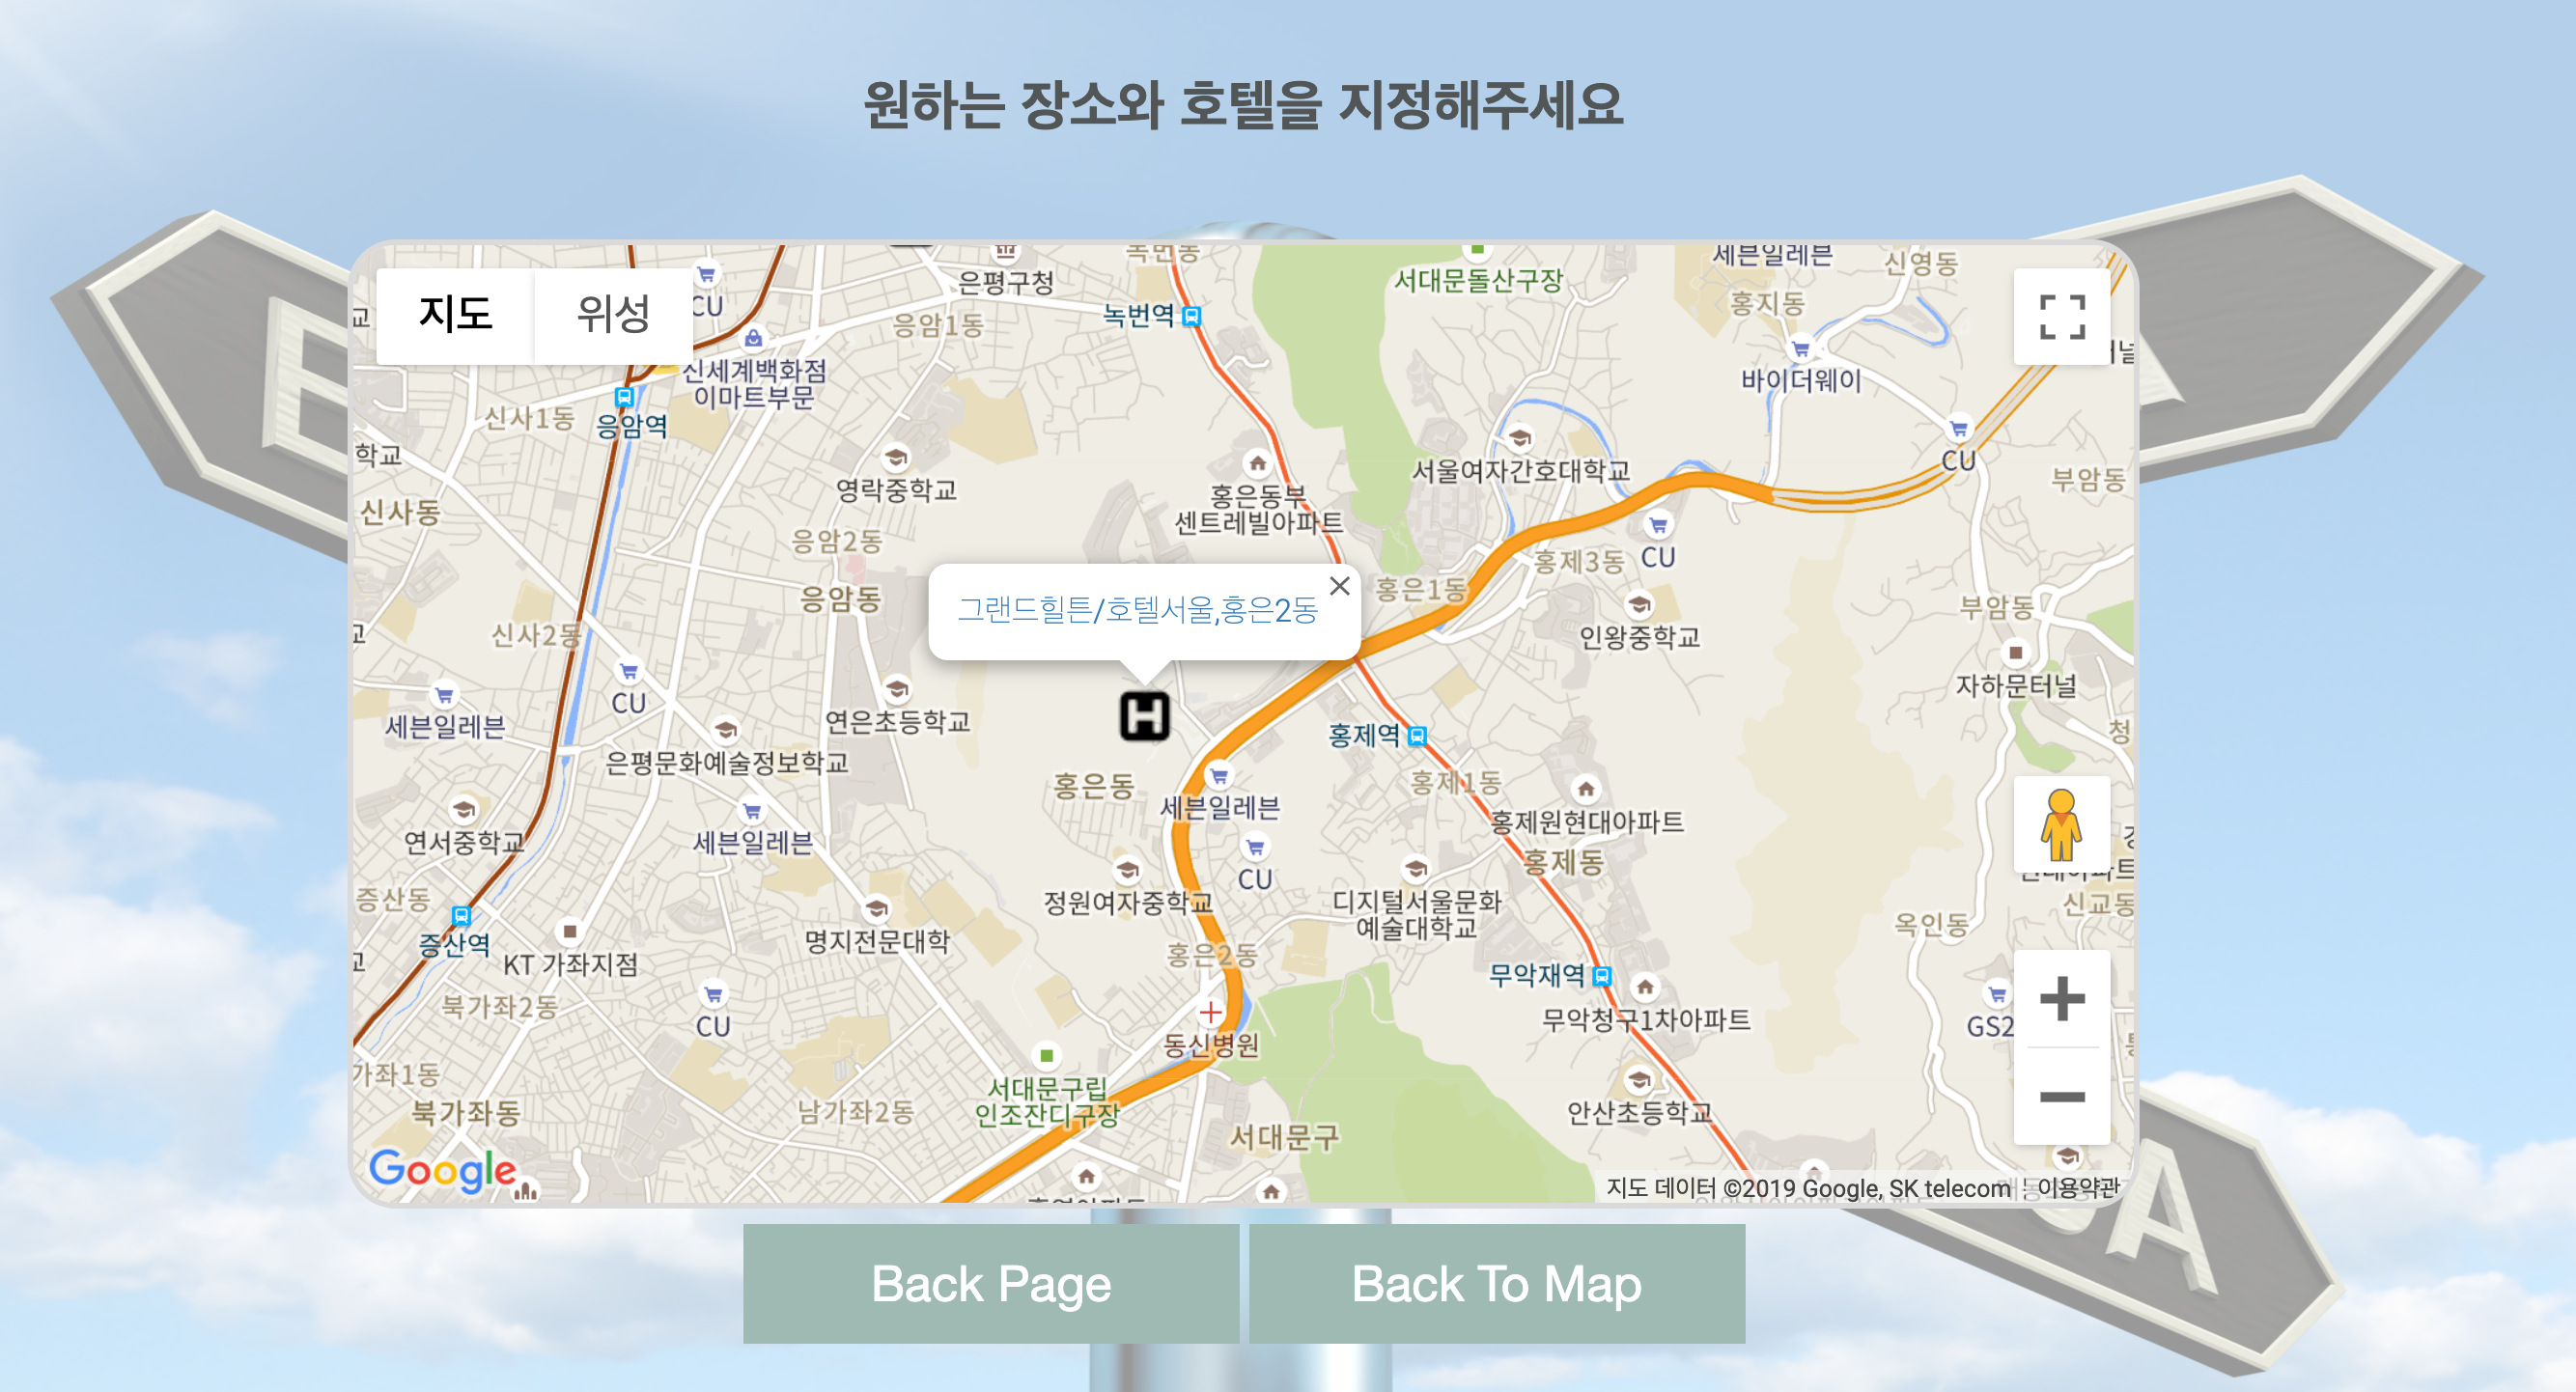 원하는 장소와 호텔을 지정해주세요
지도
위성
CU
신세계백화점
이마트부문
은평구청
녹번동
녹번역
응암1동
서대문돌산구장
세븐일레븐
신영동
홍지동
바이더웨이
신사1동
응암역
학교
신사동
영락중학교
홍은동부
센트레빌아파트
서울여자간호대학교
CU
부암동
응암2동
응암동
홍은1동
홍제3동
CU
그랜드힐튼/호텔서울,홍은2동
신사2동
인왕중학교
부암동
자하문터널
세븐일레븐
CU
연은초등학교
은평문화예술정보학교
홍제역
청
홍은동
세븐일레븐
홍제1동
홍제원현대아파트
연서중학교
세븐일레븐
CU
홍제동
정원여자중학교
디지털서울문화
예술대학교
증산동
증산역
KT 가좌지점
명지전문대학
홍은2동
옥인동
신교동
무악재역
무악청구1차아파트
북가좌2동
CU
동신병원
GS2
가좌1동
북가좌동
남가좌2동
서대문구립
인조잔디구장
서대문구
안산초등학교
Google
지도 데이터 ©2019 Google, SK telecom
이용약관
Back Page
Back To Map